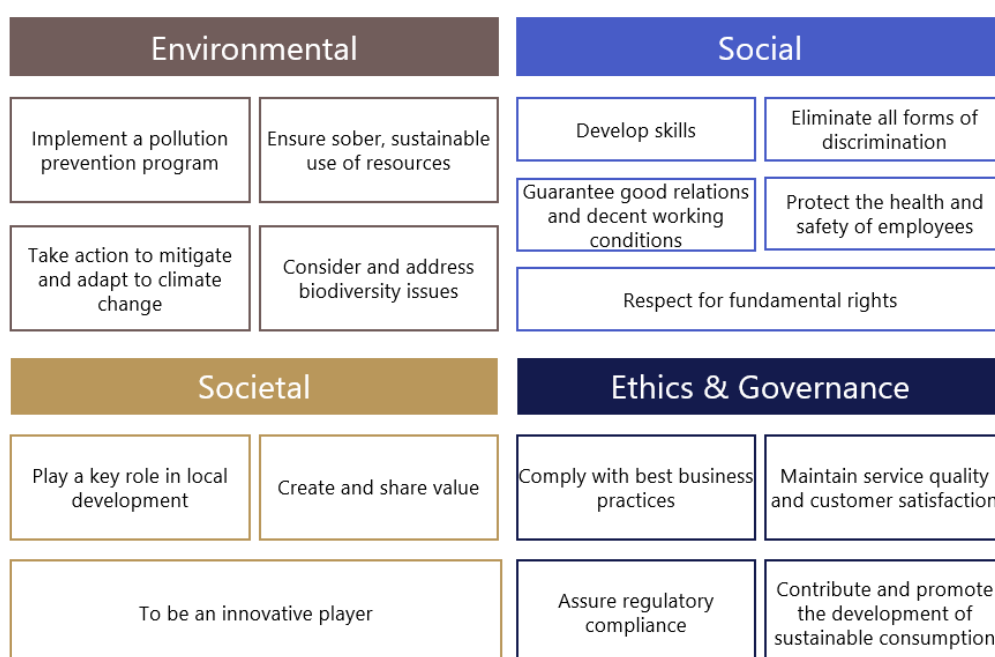 Environmental
Implement a pollution
prevention program
Ensure sober, sustainable
use of resources
Take action to mitigate
and adapt to climate
change
Consider and address
biodiversity issues
Social
Develop skills
Eliminate all forms of
discrimination
Guarantee good relations
and decent working
conditions
Protect the health and
safety of employees
Respect for fundamental rights
Societal
Play a key role in local
development
Create and share value
To be an innovative player
Ethics & Governance
Comply with best business
practices
Maintain service quality
and customer satisfaction
Assure regulatory
compliance
Contribute and promote
the development of
sustainable consumption